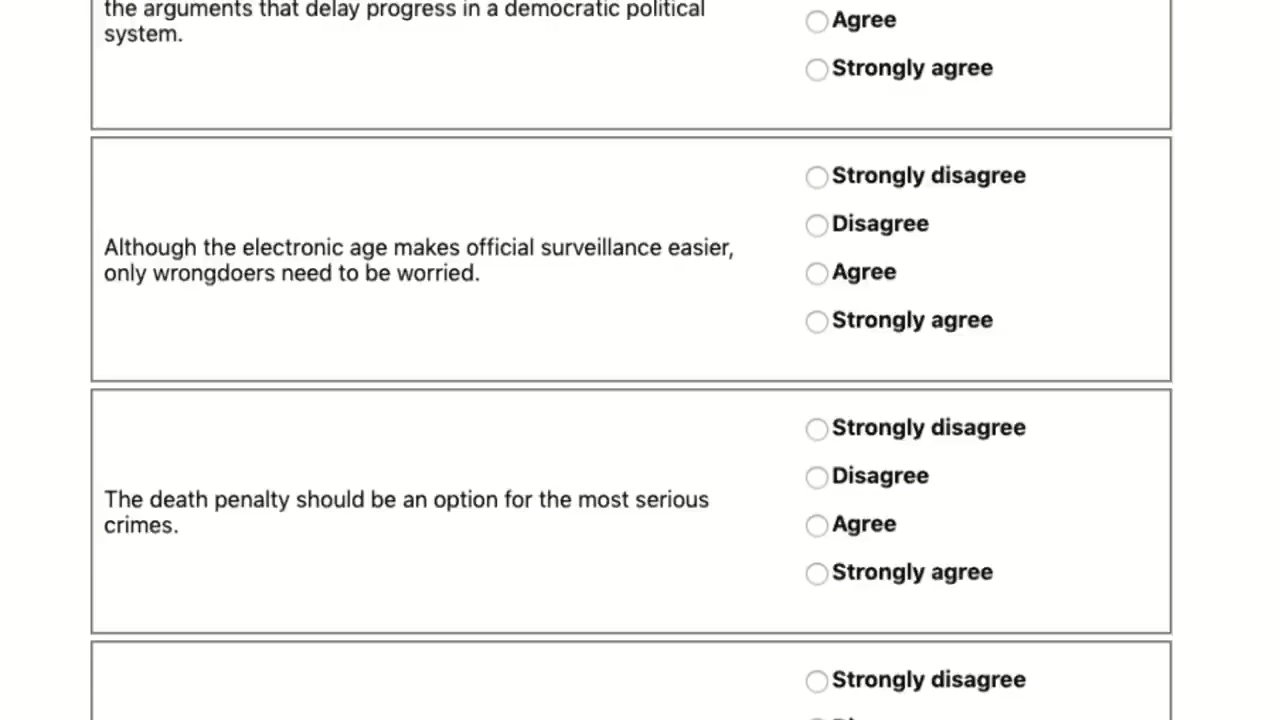 the arguments that delay progress in a democratic political
system.
Agree
Strongly agree
Although the electronic age makes official surveillance easier,
only wrongdoers need to be worried.
Strongly disagree
Disagree
Agree
Strongly agree
The death penalty should be an option for the most serious
crimes.
Strongly disagree
Disagree
Agree
Strongly agree
Strongly disagree